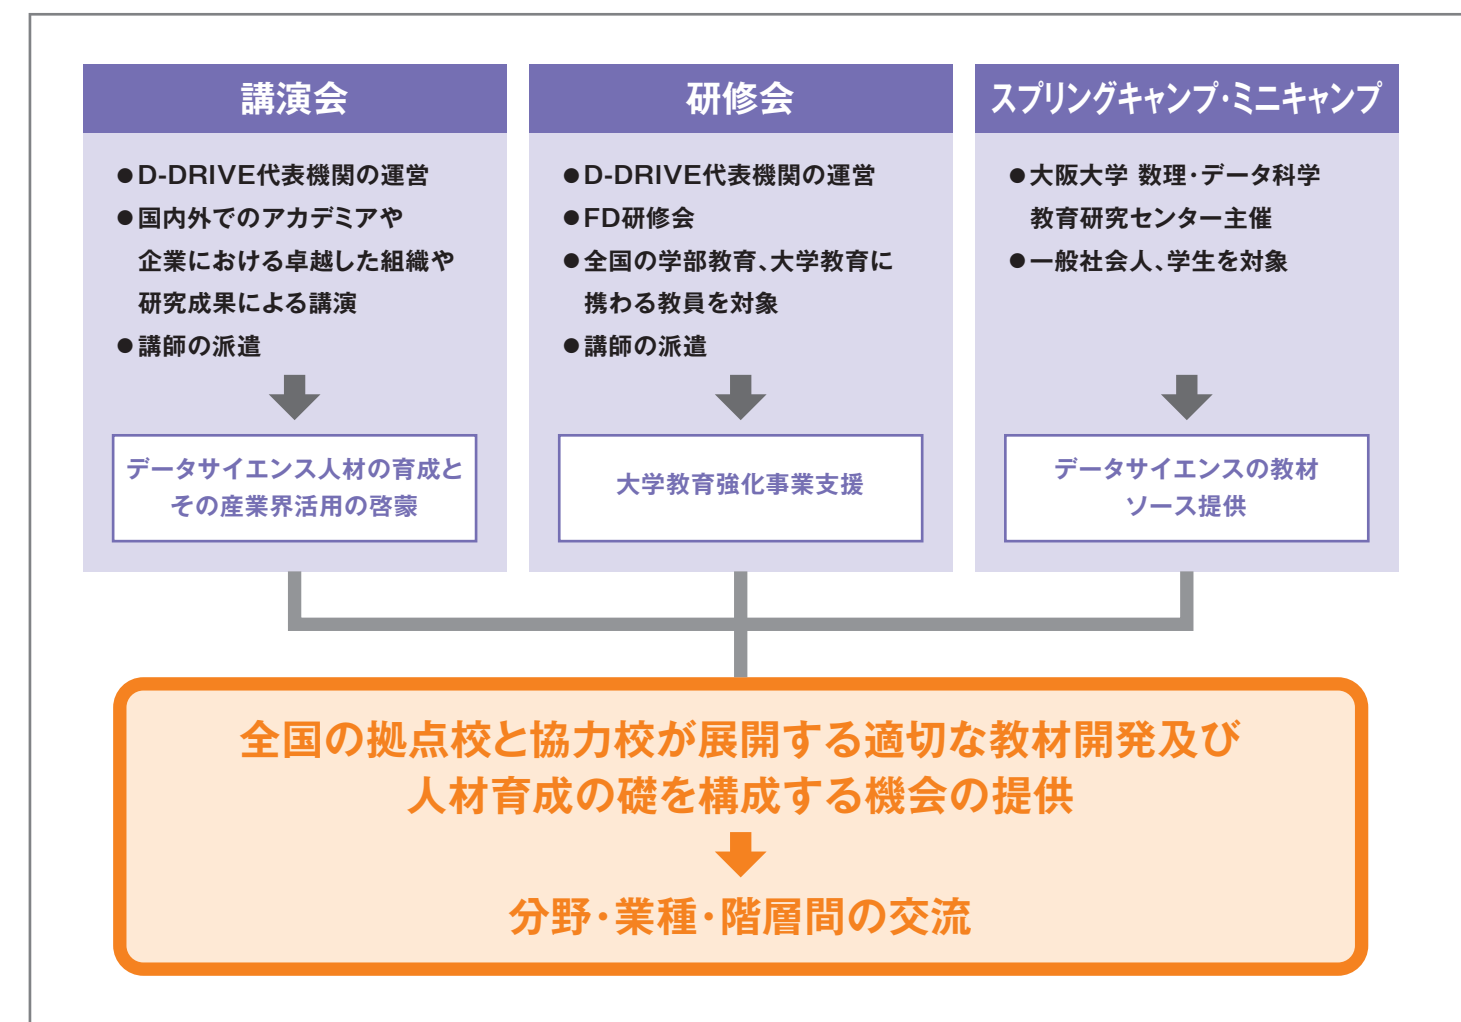 講演会
●D-DRIVE代表機関の運営
●国内外でのアカデミアや
企業における卓越した組織や
研究成果による講演
●講師の派遣
データサイエンス人材の育成と
その産業界活用の啓蒙
研修会
●D-DRIVE代表機関の運営
●FD研修会
●全国の学部教育、大学教育に
携わる教員を対象
●講師の派遣
大学教育強化事業支援
スプリングキャンプ・ミニキャンプ
●大阪大学 数理・データ科学
教育研究センター主催
●一般社会人、学生を対象
データサイエンスの教材
ソース提供
全国の拠点校と協力校が展開する適切な教材開発及び
人材育成の礎を構成する機会の提供
分野・業種・階層間の交流